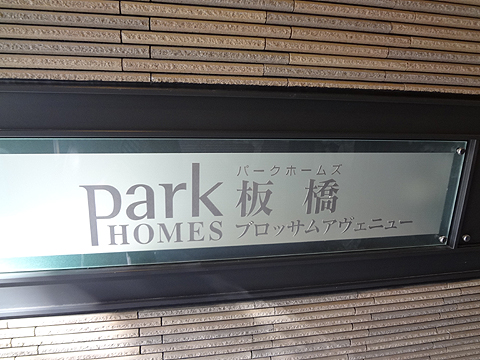 park
HOMES
パークホームズ
板橋
ブロッサムアヴェニュー